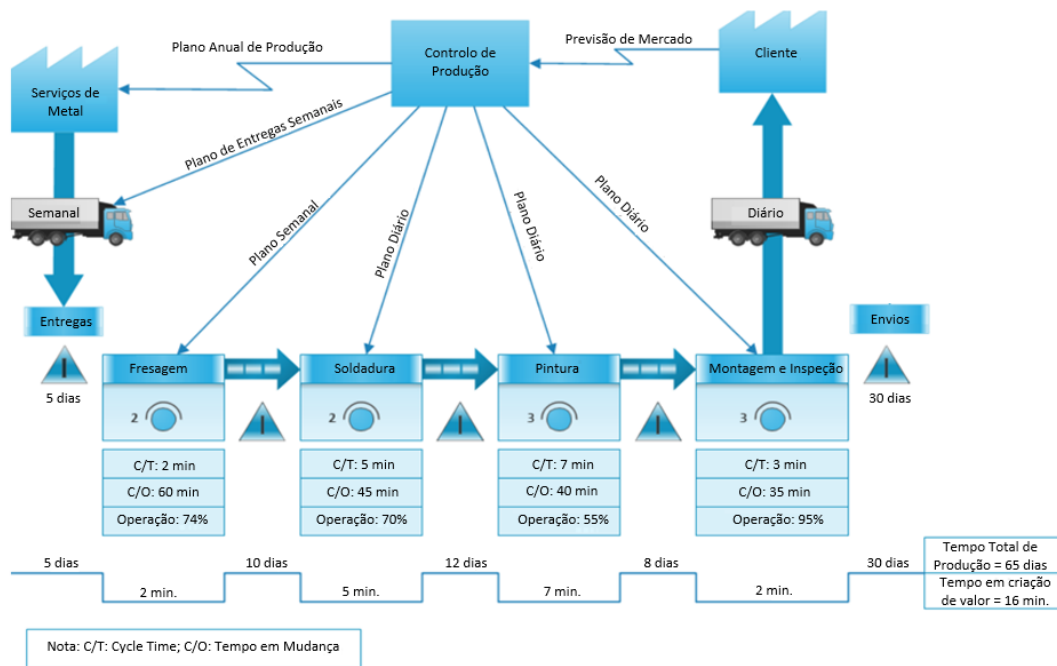 Plano Anual de Produção
Controlo de
Produção
Previsão de Mercado
Cliente
Serviços de
Metal
Plano de Entregas Semanais
Semanal
Plano Semanal
Plano Diário
Plano Diário
Plano Diário
Diário
Entregas
Envios
5 dias
30 dias
Fresagem
Soldadura
Pintura
Montagem e Inspeção
2
2
3
3
C/T: 2 min
C/T: 5 min
C/T: 7 min
C/T: 3 min
C/O: 60 min
C/O: 45 min
C/O: 40 min
C/O: 35 min
Operação: 74%
Operação: 70%
Operação: 55%
Operação: 95%
5 dias
10 dias
12 dias
8 dias
30 dias
2 min.
5 min.
7 min.
2 min.
Tempo Total de
Produção = 65 dias
Tempo em criação
de valor = 16 min.
Nota: C/T: Cycle Time; C/O: Tempo em Mudança